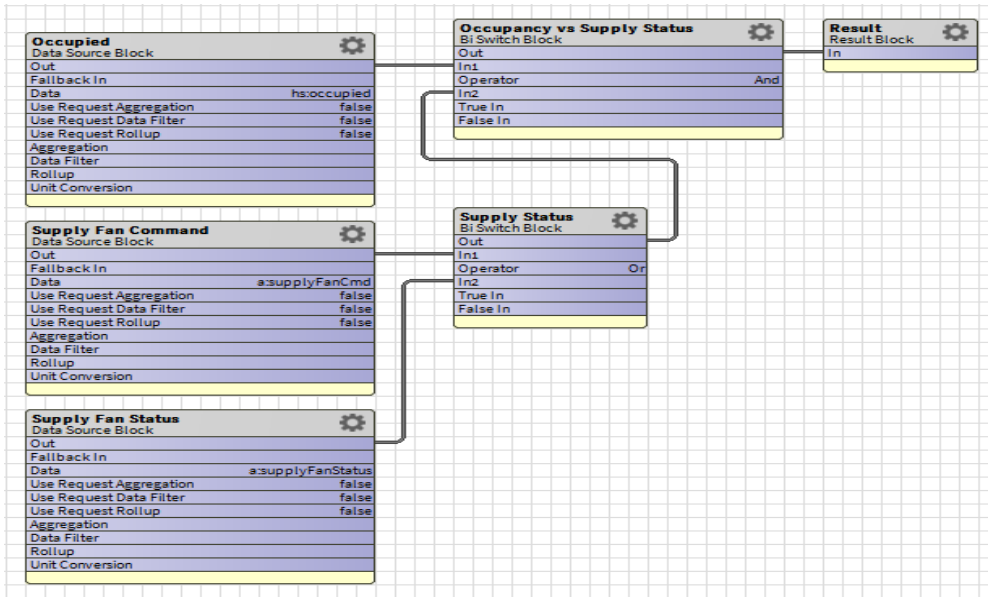 Occupied
Data Source Block
Out
Fallback In
Data hs:occupied
Use Request Aggregation false
Use Request Data Filter false
Use Request Rollup false
Aggregation
Data Filter
Rollup
Unit Conversion
Supply Fan Command
Data Source Block
Out
Fallback In
Data a:supplyFanCmd
Use Request Aggregation false
Use Request Data Filter false
Use Request Rollup false
Aggregation
Data Filter
Rollup
Unit Conversion
Supply Fan Status
Data Source Block
Out
Fallback In
Data a:supplyFanStatus
Use Request Aggregation false
Use Request Data Filter false
Use Request Rollup false
Aggregation
Data Filter
Rollup
Unit Conversion
Occupancy vs Supply Status
Bi Switch Block
Out
In1
Operator And
In2
True In
False In
Supply Status
Bi Switch Block
Out
In1
Operator Or
In2
True In
False In
Result
Result Block
In